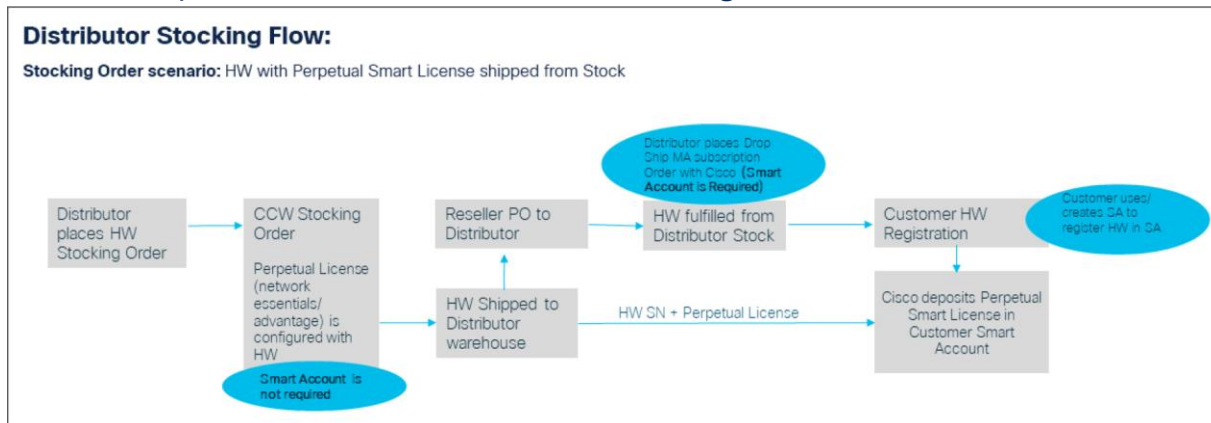 Distributor Stocking Flow:
Stocking Order scenario: HW with Perpetual Smart License shipped from Stock
Distributor
places HW
Stocking Order
CCW Stocking
Order
Perpetual License
(network
essentials/
advantage) is
configured with
HW
Smart Account is
not required
Reseller PO to
Distributor
HW Shipped to
Distributor
warehouse
Distributor places Drop
Ship MA subscription
Order with Cisco (Smart
Account is Required)
HW fulfilled from
Distributor Stock
HW SN + Perpetual License
Customer HW
Registration
Customer uses/
creates SA to
register HW in SA
Cisco deposits Perpetual
Smart License in
Customer Smart
Account